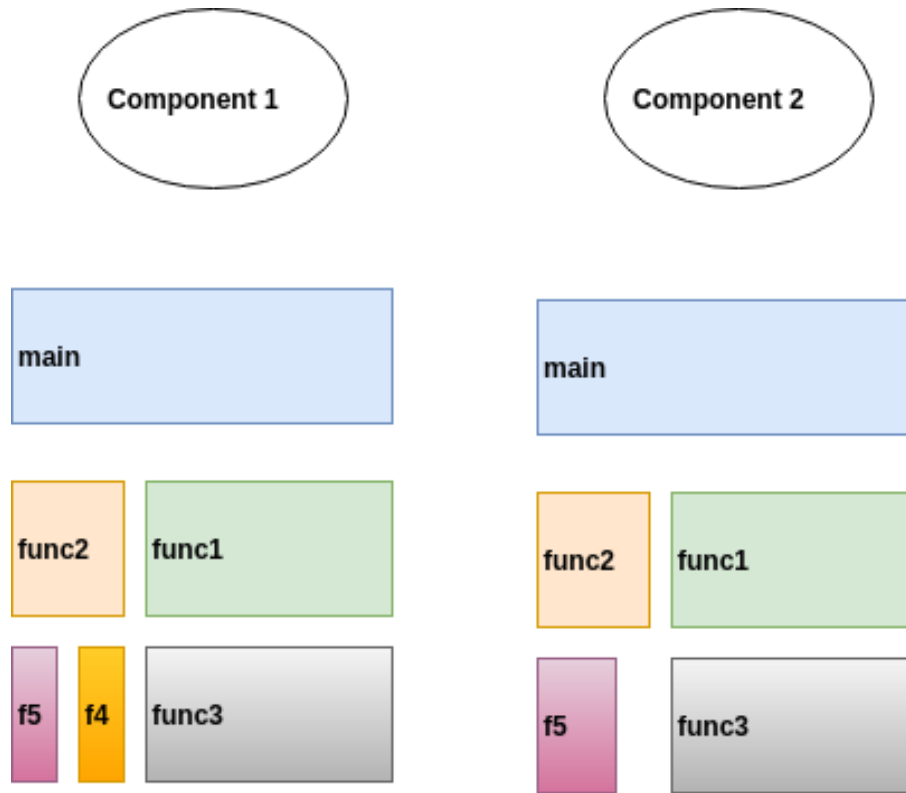 Component 1
Component 2
main
main
func2
func1
func2
func1
f5
f4
func3
f5
func3